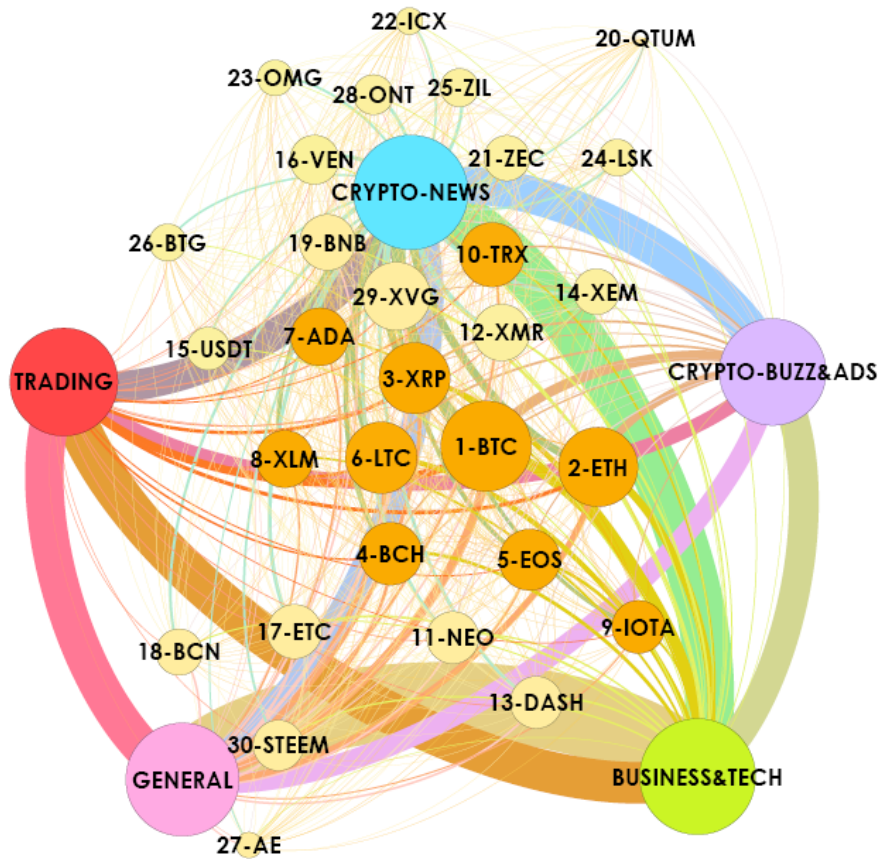 22-ICX
20-QTUM
23-OMG
28-ONT
25-ZIL
16-VEN
21-ZEC
24-LSK
CRYPTO-NEWS
26-BTG
19-BNB
10-TRX
29-XVG
14-XEM
15-USDT
7-ADA
12-XMR
TRADING
3-XRP
CRYPTO-BUZZ&ADS
8-XLM
6-LTC
1-BTC
2-ETH
4-BCH
5-EOS
18-BCN
17-ETC
11-NEO
9-IOTA
13-DASH
30-STEEM
GENERAL
BUSINESS&TECH
27-AE